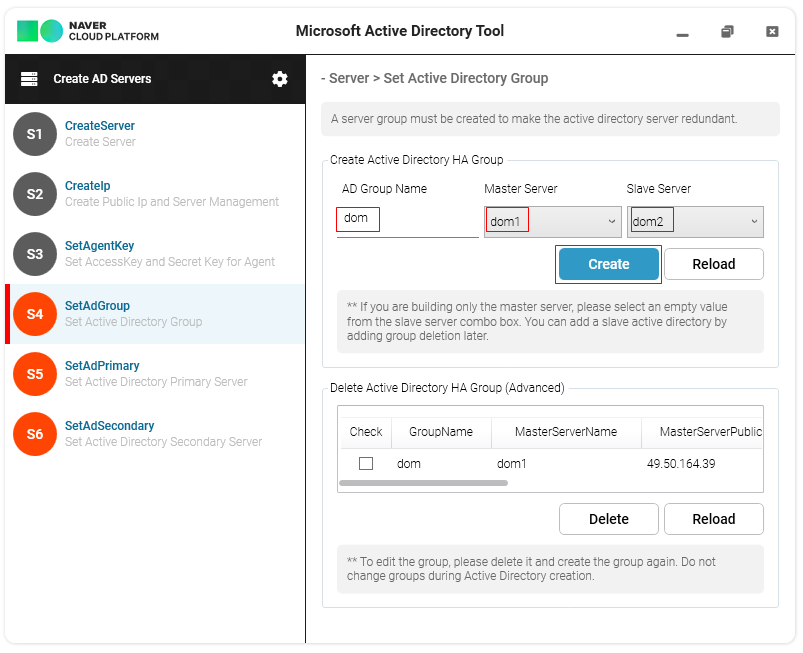 NAVER
CLOUD PLATFORM
Microsoft Active Directory Tool
Create AD Servers
S1
CreateServer
Create Server
S2
CreateIp
Create Public Ip and Server Management
S3
SetAgentKey
Set AccessKey and Secret Key for Agent
S4
SetAdGroup
Set Active Directory Group
S5
SetAdPrimary
Set Active Directory Primary Server
S6
SetAdSecondary
Set Active Directory Secondary Server
- Server > Set Active Directory Group
A server group must be created to make the active directory server redundant.
Create Active Directory HA Group
AD Group Name Master Server Slave Server
dom dom1 dom2
Create Reload
** If you are building only the master server, please select an empty value
from the slave server combo box. You can add a slave active directory by
adding group deletion later.
Delete Active Directory HA Group (Advanced)
Check GroupName MasterServerName MasterServerPublic
dom dom1 49.50.164.39
Delete Reload
** To edit the group, please delete it and create the group again. Do not
change groups during Active Directory creation.